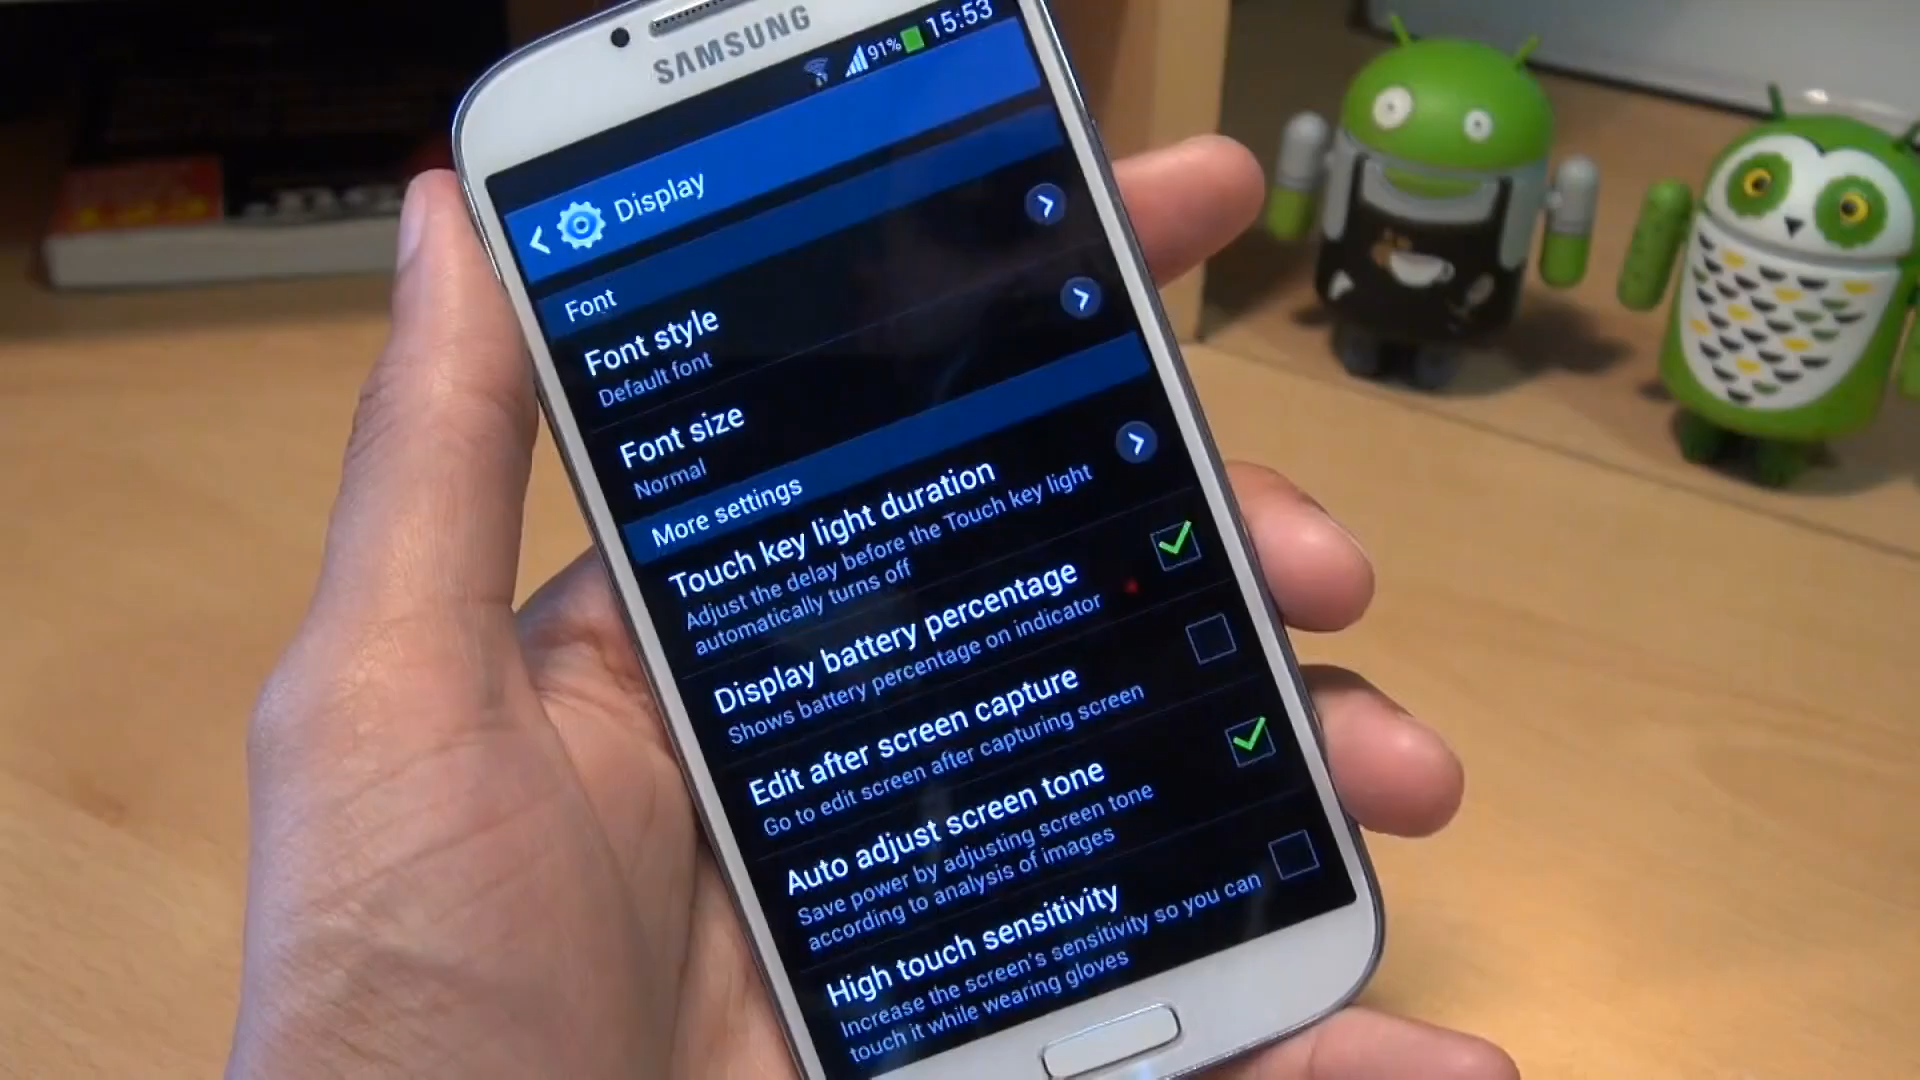 SAMSUNG
91% 15:53
Display
Font
Font style
Default font
Font size
Normal
More settings
Touch key light duration
Adjust the delay before the Touch key light
automatically turns off
Display battery percentage
Shows battery percentage on indicator
Edit after screen capture
Go to edit screen after capturing screen
Auto adjust screen tone
Save power by adjusting screen tone
according to analysis of images
High touch sensitivity
Increase the screen's sensitivity so you can
touch it while wearing gloves